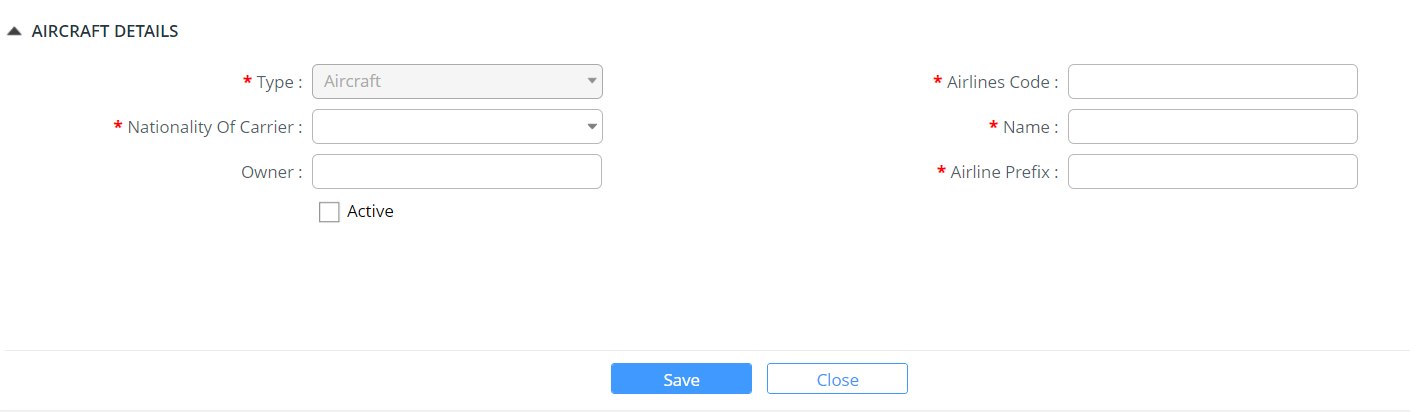 AIRCRAFT DETAILS
* Type : Aircraft
* Airlines Code :
* Nationality Of Carrier :
* Name :
Owner :
* Airline Prefix :
Active
Save
Close